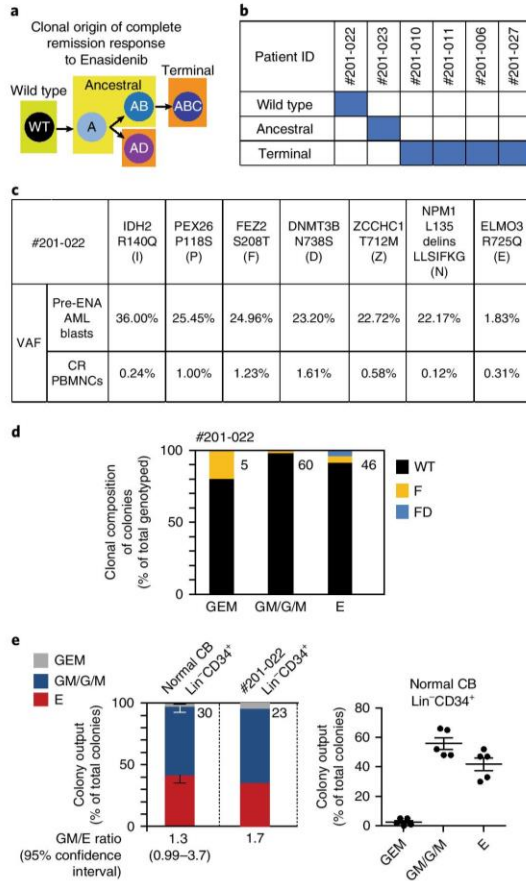 a
Clonal origin of complete
remission response
to Enasidenib
Wild type
Ancestral
Terminal
WT
A
AB
ABC
AD
b
Patient ID
#201-022
#201-023
#201-010
#201-011
#201-006
#201-027
Wild type
Ancestral
Terminal
c
#201-022
IDH2
R140Q
(I)
PEX26
P118S
(P)
FEZ2
S208T
(F)
DNMT3B
N738S
(D)
ZCCHC1
T712M
(Z)
NPM1
L135
delins
LLSIFKG
(N)
ELMO3
R725Q
(E)
VAF
Pre-ENA
AML
blasts
36.00%
25.45%
24.96%
23.20%
22.72%
22.17%
1.83%
CR
PBMNCs
0.24%
1.00%
1.23%
1.61%
0.58%
0.12%
0.31%
d
#201-022
Clonal composition
of colonies
(% of total genotyped)
100
50
0
5
60
46
GEM
GM/G/M
E
WT
F
FD
e
GEM
GM/G/M
E
Normal CB
Lin⁻CD34⁺
#201-022
Lin⁻CD34⁺
Colony output
(% of total colonies)
100
50
0
30
23
GM/E ratio
(95% confidence
interval)
1.3
(0.99–3.7)
1.7
Normal CB
Lin⁻CD34⁺
Colony output
(% of total colonies)
80
60
40
20
0
GEM
GM/G/M
E